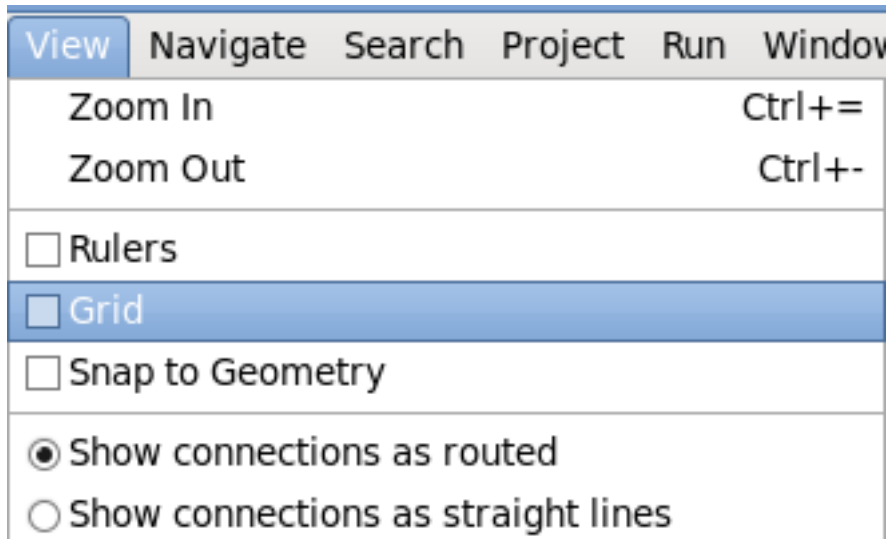 View Navigate Search Project Run Window
Zoom In Ctrl+=
Zoom Out Ctrl+-
Rulers
Grid
Snap to Geometry
Show connections as routed
Show connections as straight lines